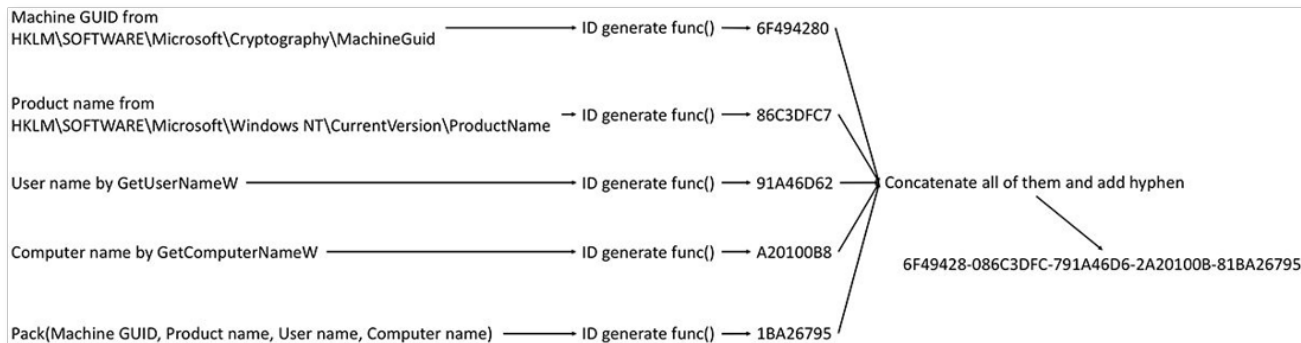 Machine GUID from
HKLM\SOFTWARE\Microsoft\Cryptography\MachineGuid
ID generate func()
6F494280
Product name from
HKLM\SOFTWARE\Microsoft\Windows NT\CurrentVersion\ProductName
ID generate func()
86C3DFC7
User name by GetUserNameW
ID generate func()
91A46D62
Concatenate all of them and add hyphen
Computer name by GetComputerNameW
ID generate func()
A20100B8
6F49428-086C3DFC-791A46D6-2A20100B-81BA26795
Pack(Machine GUID, Product name, User name, Computer name)
ID generate func()
1BA26795